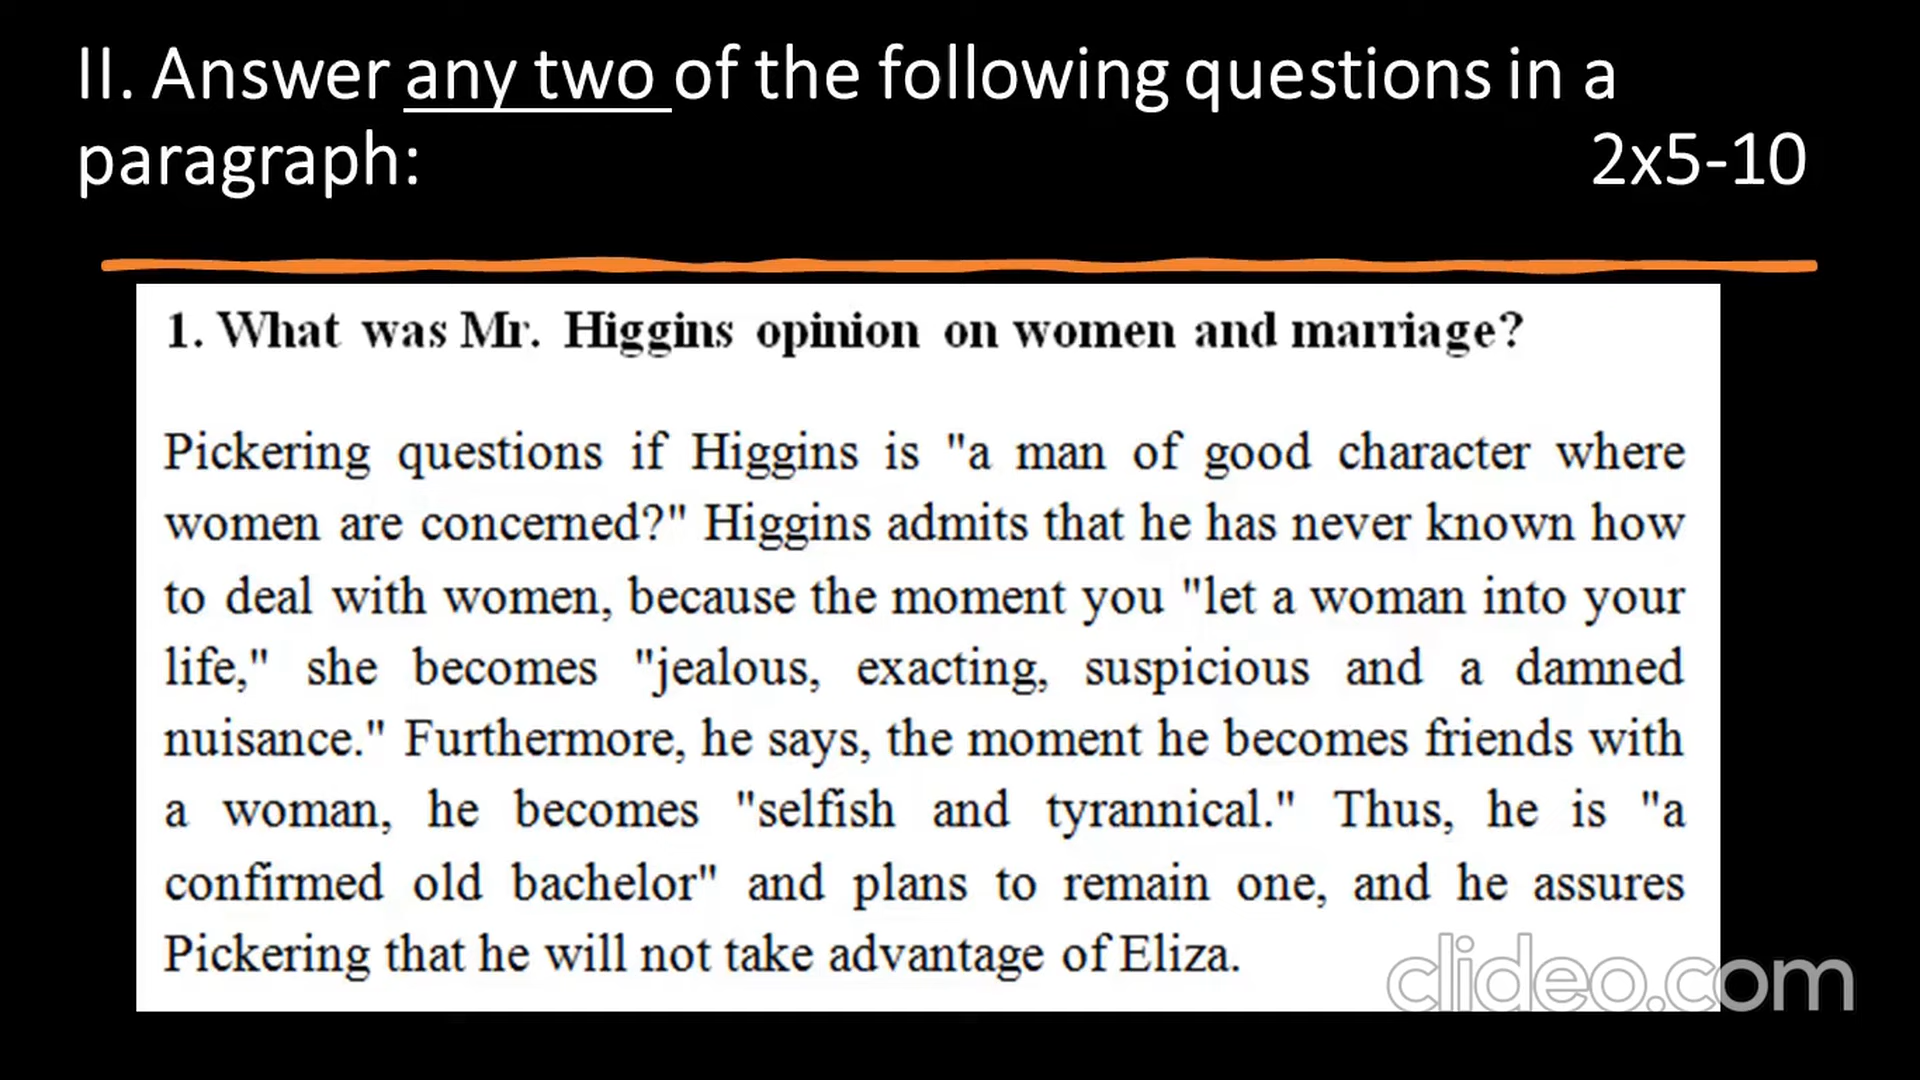 II. Answer any two of the following questions in a
paragraph: 2x5-10
1. What was Mr. Higgins opinion on women and marriage?
Pickering questions if Higgins is "a man of good character where
women are concerned?" Higgins admits that he has never known how
to deal with women, because the moment you "let a woman into your
life," she becomes "jealous, exacting, suspicious and a damned
nuisance." Furthermore, he says, the moment he becomes friends with
a woman, he becomes "selfish and tyrannical." Thus, he is "a
confirmed old bachelor" and plans to remain one, and he assures
Pickering that he will not take advantage of Eliza.
clideo.com